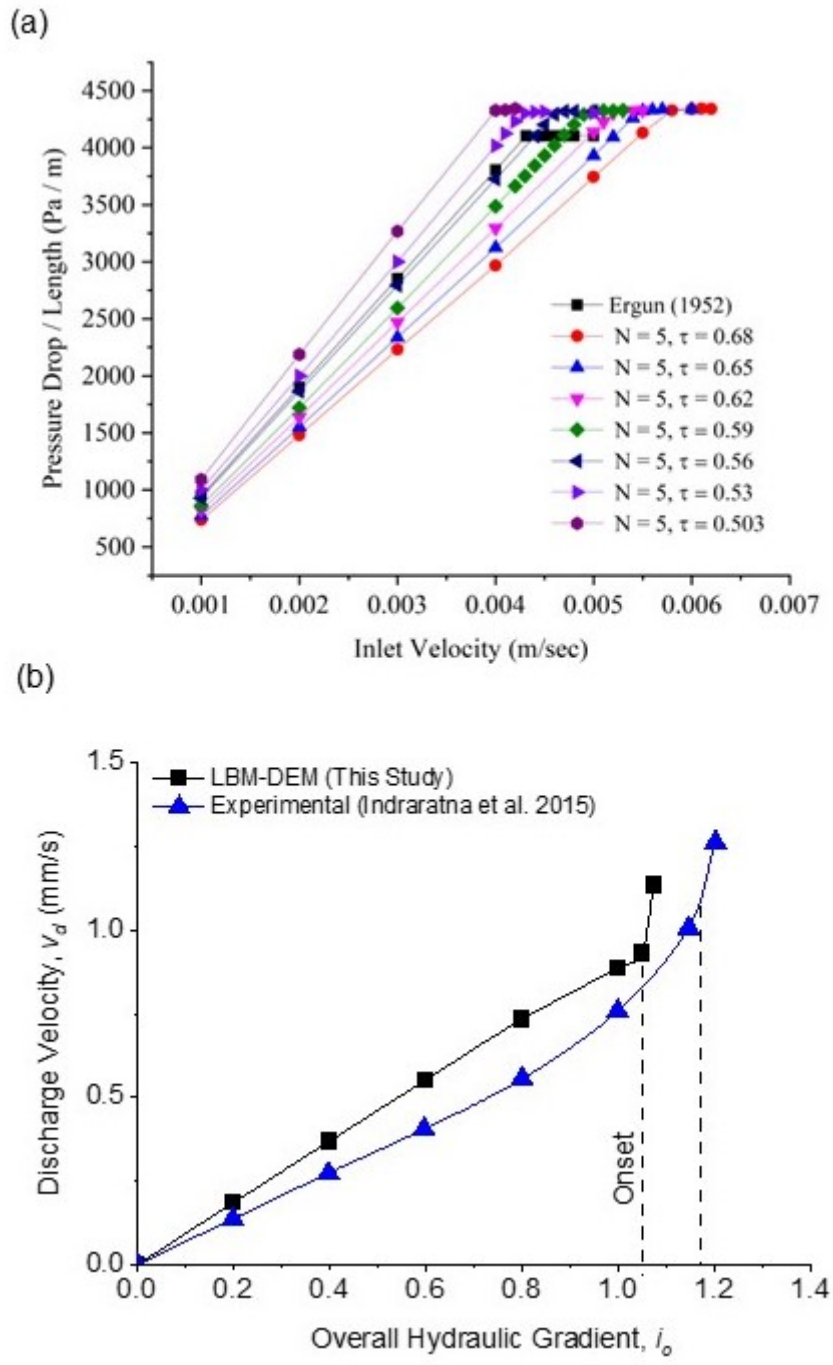 (a)
4500
4000
3500
3000
2500
2000
1500
1000
500
Pressure Drop / Length (Pa / m)
Ergun (1952)
N = 5, τ = 0.68
N = 5, τ = 0.65
N = 5, τ = 0.62
N = 5, τ = 0.59
N = 5, τ = 0.56
N = 5, τ = 0.53
N = 5, τ = 0.503
0.001 0.002 0.003 0.004 0.005 0.006 0.007
Inlet Velocity (m/sec)
(b)
1.5
1.0
0.5
0.0
Discharge Velocity, vd (mm/s)
LBM-DEM (This Study)
Experimental (Indraratna et al. 2015)
Onset
0.0 0.2 0.4 0.6 0.8 1.0 1.2 1.4
Overall Hydraulic Gradient, io